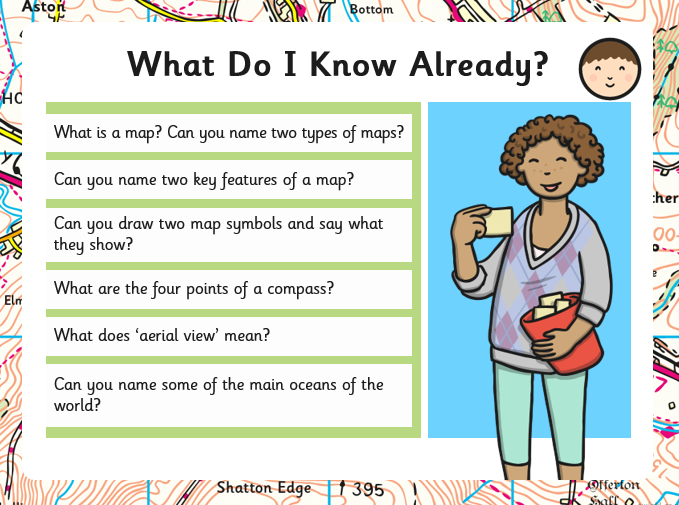 Aston
Bottom
What Do I Know Already?
What is a map? Can you name two types of maps?
Can you name two key features of a map?
Can you draw two map symbols and say what
they show?
What are the four points of a compass?
What does ‘aerial view’ mean?
Can you name some of the main oceans of the
world?
Shatton Edge
395
Offerton
Hall